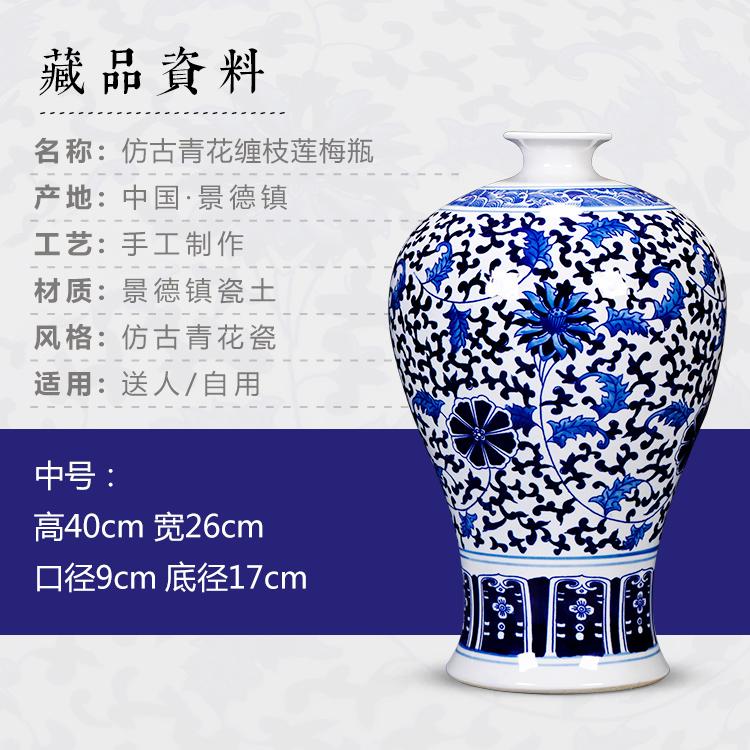 藏品資料
名称：仿古青花缠枝莲梅瓶
产地：中国·景德镇
工艺：手工制作
材质：景德镇瓷土
风格：仿古青花瓷
适用：送人/自用
中号：
高40cm 宽26cm
口径9cm 底径17cm